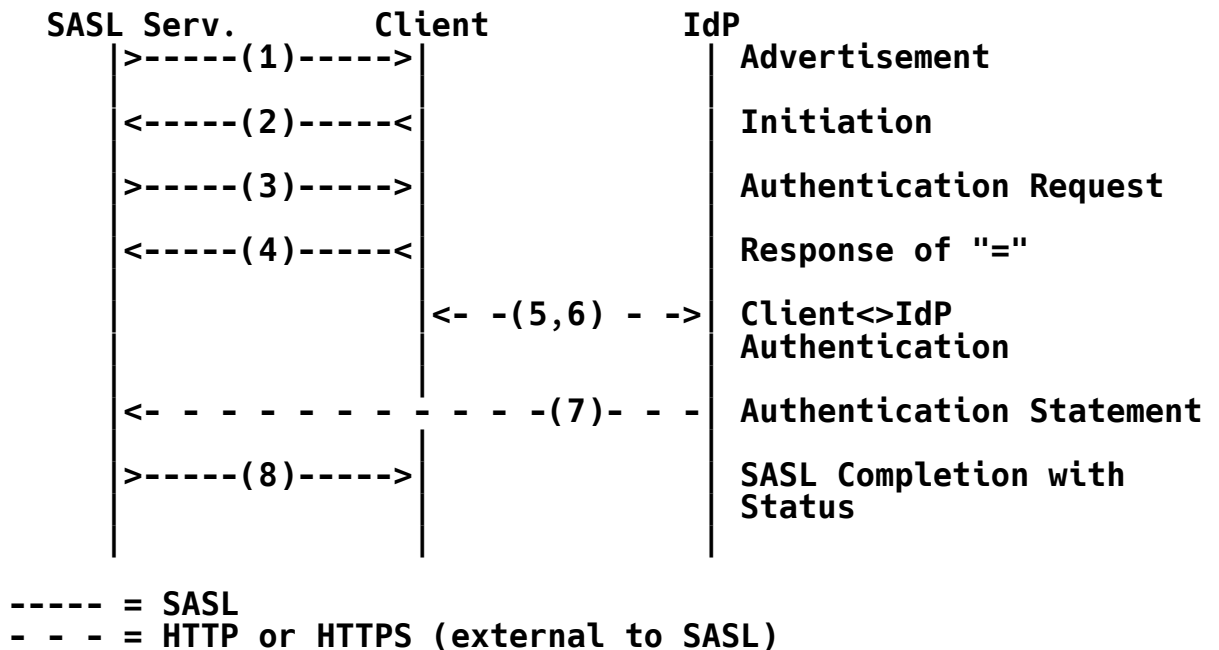 SASL Serv.       Client            IdP
|>-----(1)----->|                 | Advertisement
|<-----(2)-----<|                 | Initiation
|>-----(3)----->|                 | Authentication Request
|<-----(4)-----<|                 | Response of "="
|               |<- -(5,6) - ->| Client<>IdP
|               |                 | Authentication
|<- - - - - - - - - - -(7)- - -| Authentication Statement
|>-----(8)----->|                 | SASL Completion with
|               |                 | Status
----- = SASL
- - - = HTTP or HTTPS (external to SASL)